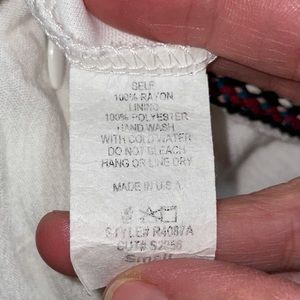 SELF
100% RAYON
LINING
100% POLYESTER
HAND WASH
WITH COLD WATER
DO NOT BLEACH
HANG OR LINE DRY
MADE IN U.S.A.
STYLE# R4087A
CUT# S2956
Small